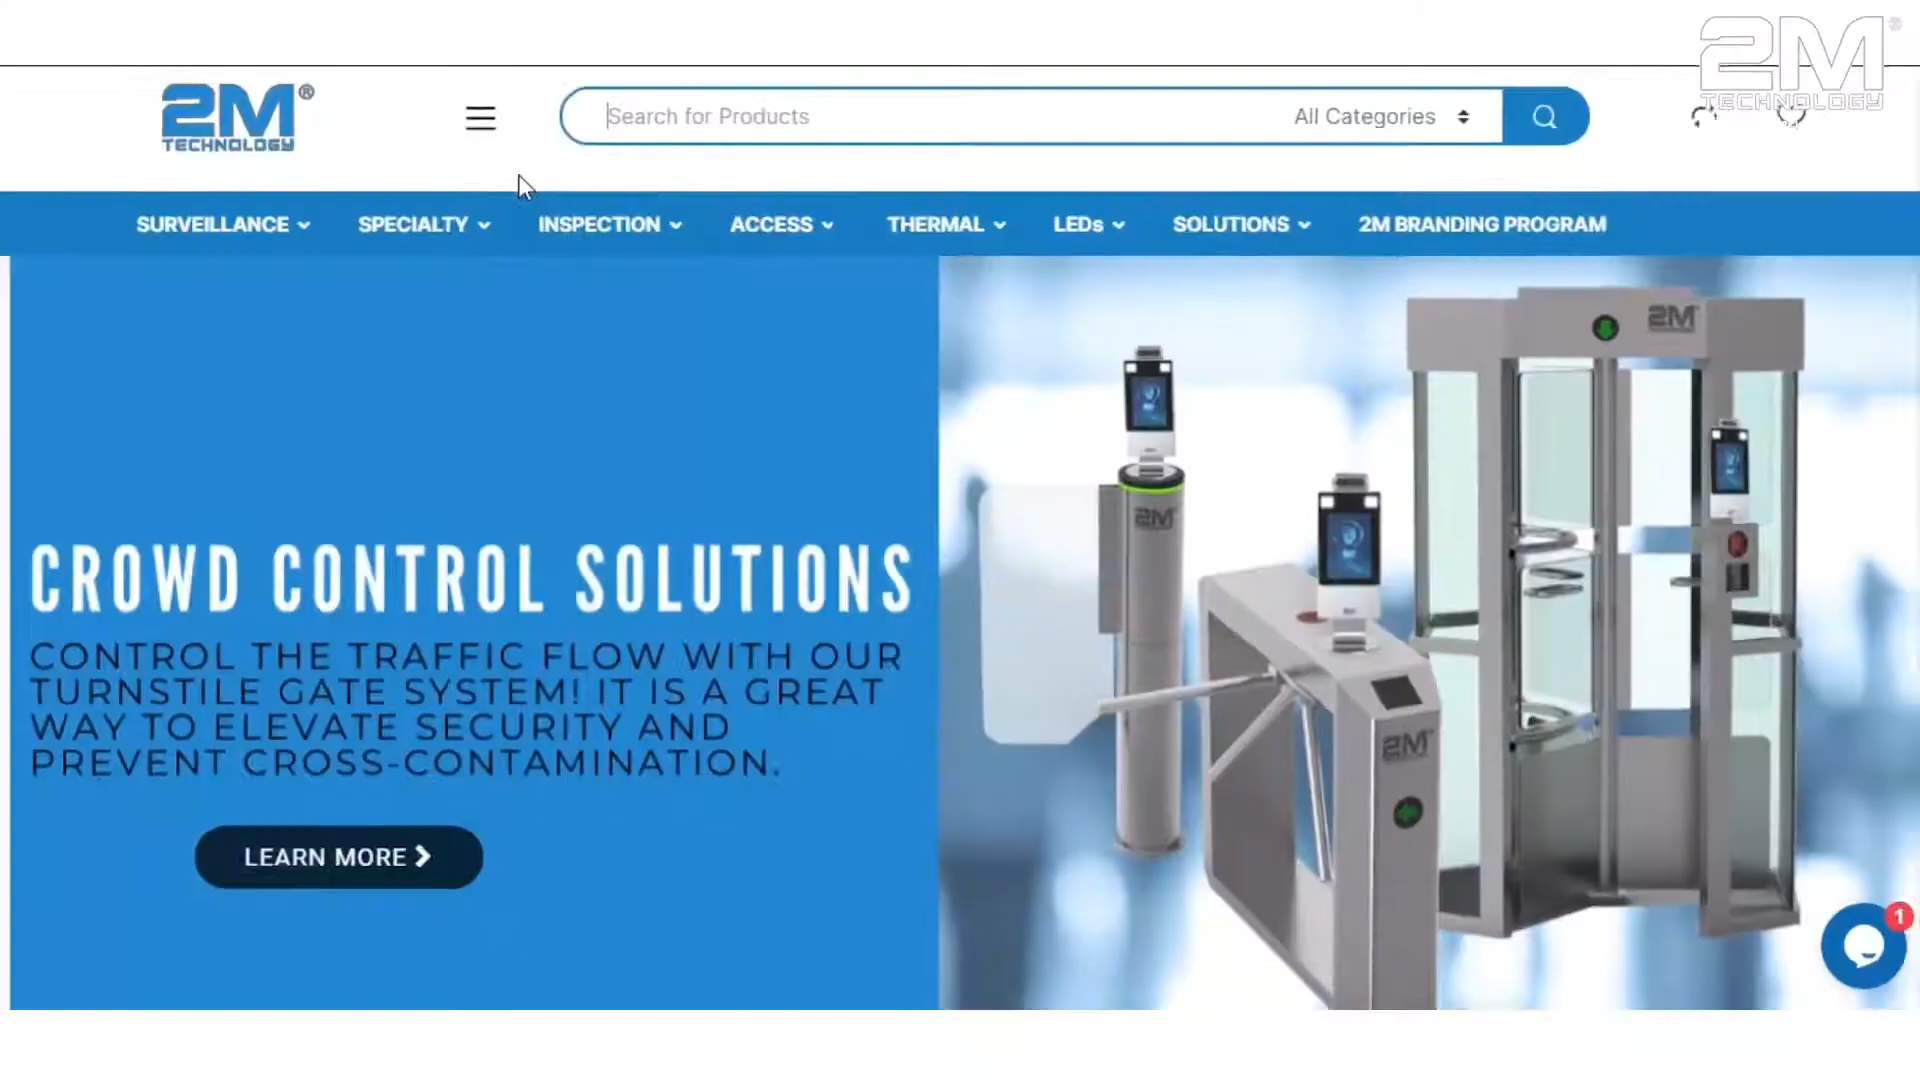 2M
TECHNOLOGY
2M®
TECHNOLOGY
Search for Products
All Categories
SURVEILLANCE
SPECIALTY
INSPECTION
ACCESS
THERMAL
LEDs
SOLUTIONS
2M BRANDING PROGRAM
2M
2M
CROWD CONTROL SOLUTIONS
CONTROL THE TRAFFIC FLOW WITH OUR
TURNSTILE GATE SYSTEM! IT IS A GREAT
WAY TO ELEVATE SECURITY AND
PREVENT CROSS-CONTAMINATION.
2M
LEARN MORE
1